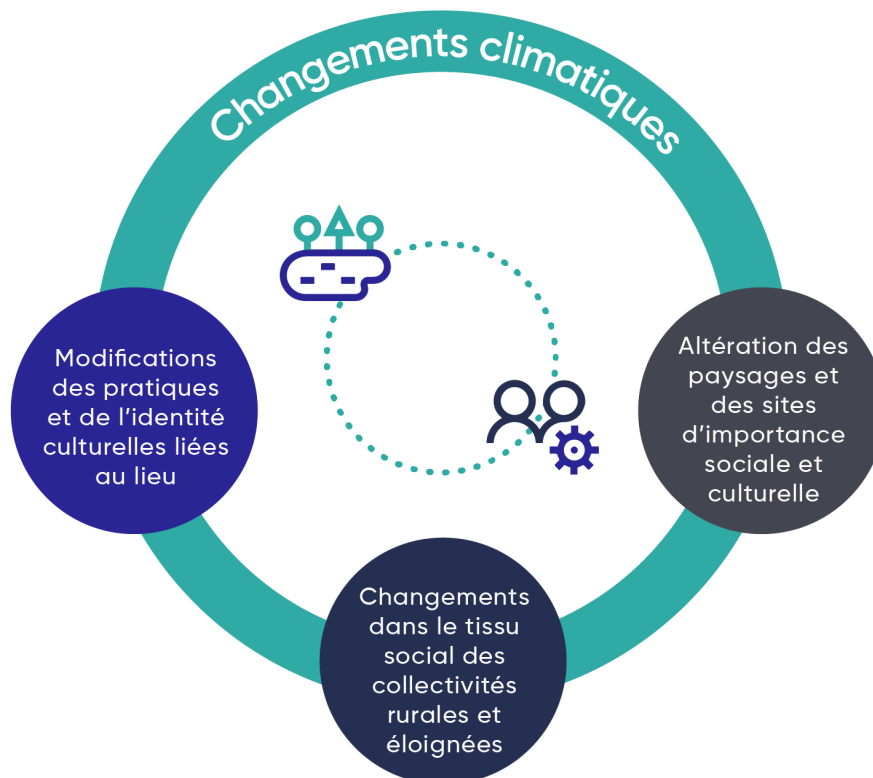 Changements climatiques
Modifications
des pratiques
et de l'identité
culturelles liées
au lieu
Altération des
paysages et
des sites
d'importance
sociale et
culturelle
Changements
dans le tissu
social des
collectivités
rurales et
éloignées